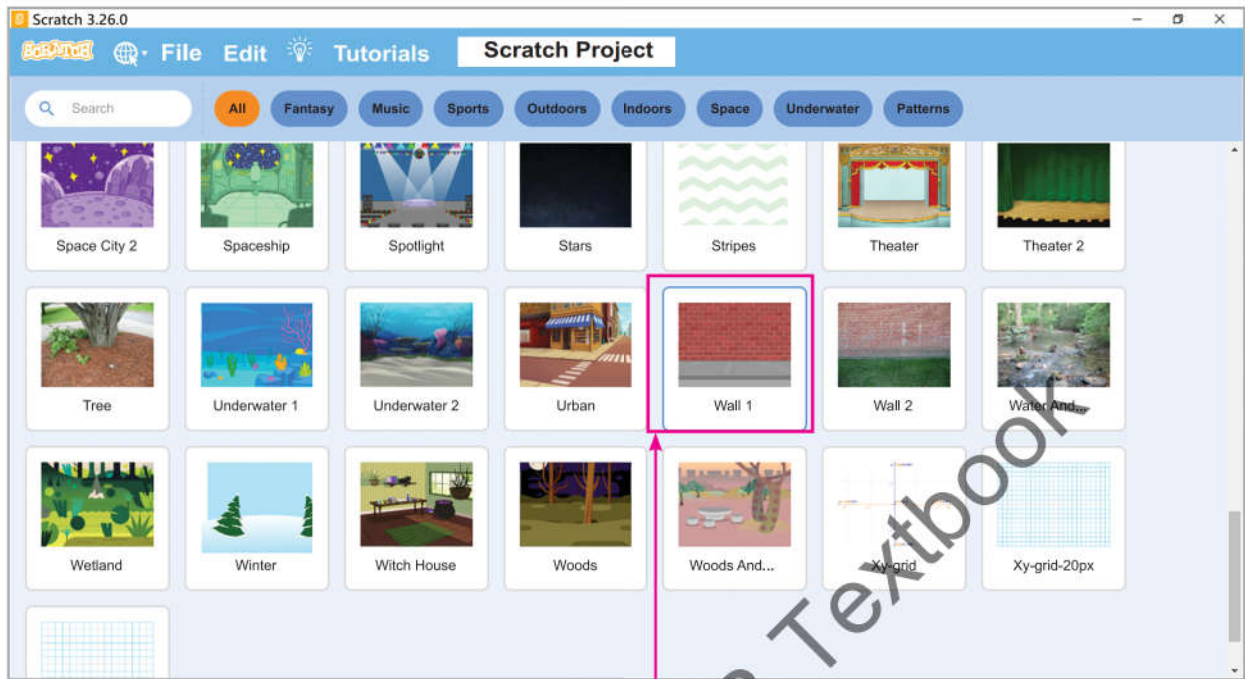 Scratch 3.26.0
SCRATCH File Edit Tutorials Scratch Project
Search All Fantasy Music Sports Outdoors Indoors Space Underwater Patterns
Space City 2 Spaceship Spotlight Stars Stripes Theater Theater 2
Tree Underwater 1 Underwater 2 Urban Wall 1 Wall 2 Water And...
Wetland Winter Witch House Woods Woods And... Xy-grid Xy-grid-20px
Textbook